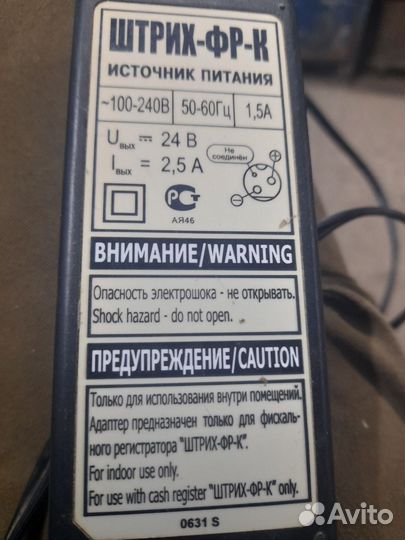 ШТРИХ-ФР-К
ИСТОЧНИК ПИТАНИЯ
~100-240В 50-60Гц 1,5А
Uвых ⎓ 24 В
Iвых = 2,5 А
Не соединён
+
-
РСТ
АЯ46
ВНИМАНИЕ/WARNING
Опасность электрошока - не открывать.
Shock hazard - do not open.
ПРЕДУПРЕЖДЕНИЕ/CAUTION
Только для использования внутри помещений.
Адаптер предназначен только для фискаль-
ного регистратора "ШТРИХ-ФР-К".
For indoor use only.
For use with cash register "ШТРИХ-ФР-К" only.
0631 S
Avito